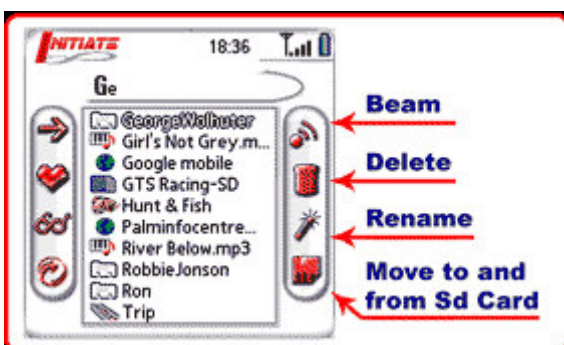 INITIATE 18:36
Ge
GeorgeWolhuter
Girl's Not Grey.m...
Google mobile
GTS Racing-SD
Hunt & Fish
Palminfocentre...
River Below.mp3
RobbieJonson
Ron
Trip
Beam
Delete
Rename
Move to and
from Sd Card